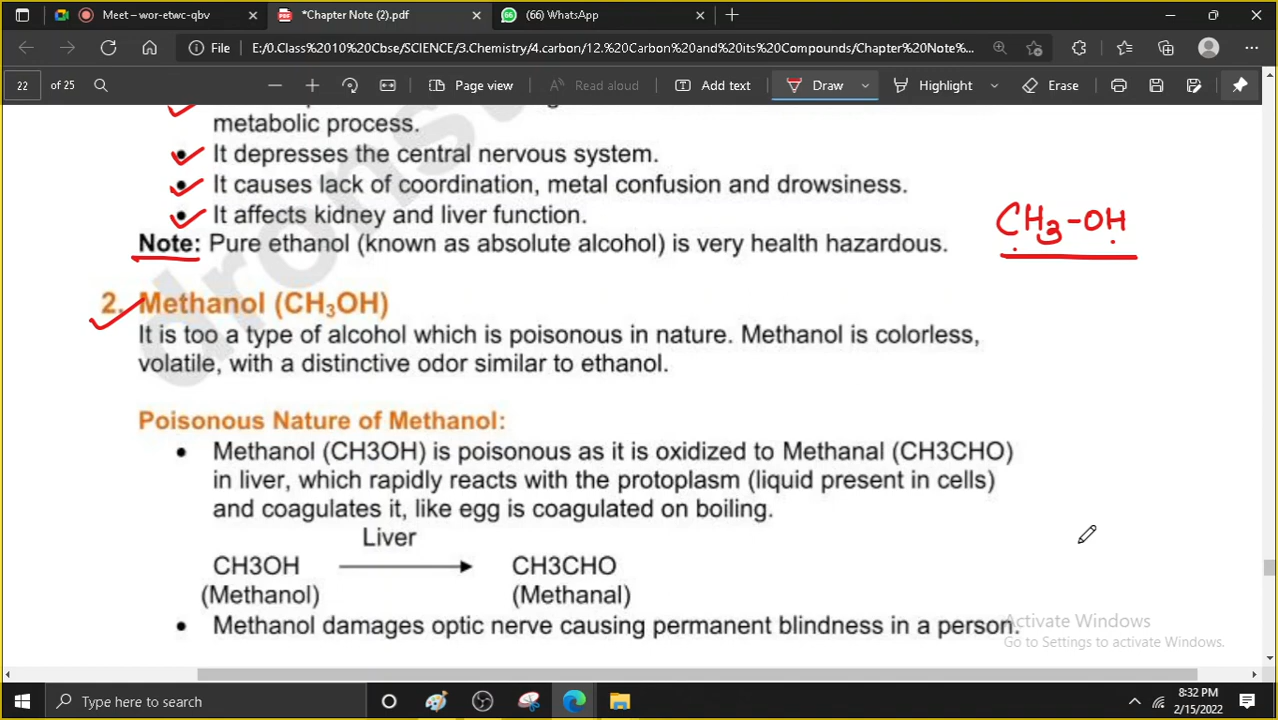 Meet – wor-etwc-qbv
*Chapter Note (2).pdf
(66) WhatsApp
File
E:/0.Class%2010%20Cbse/SCIENCE/3.Chemistry/4.carbon/12.%20Carbon%20and%20its%20Compounds/Chapter%20Note%...
22 of 25
Page view
Read aloud
Add text
Draw
Highlight
Erase
metabolic process.
• It depresses the central nervous system.
• It causes lack of coordination, metal confusion and drowsiness.
• It affects kidney and liver function.
Note: Pure ethanol (known as absolute alcohol) is very health hazardous.
CH3-OH
2. Methanol (CH₃OH)
It is too a type of alcohol which is poisonous in nature. Methanol is colorless,
volatile, with a distinctive odor similar to ethanol.
Poisonous Nature of Methanol:
• Methanol (CH3OH) is poisonous as it is oxidized to Methanal (CH3CHO)
in liver, which rapidly reacts with the protoplasm (liquid present in cells)
and coagulates it, like egg is coagulated on boiling.
Liver
CH3OH CH3CHO
(Methanol) (Methanal)
• Methanol damages optic nerve causing permanent blindness in a person.
Activate Windows
Go to Settings to activate Windows.
Type here to search
8:32 PM
2/15/2022